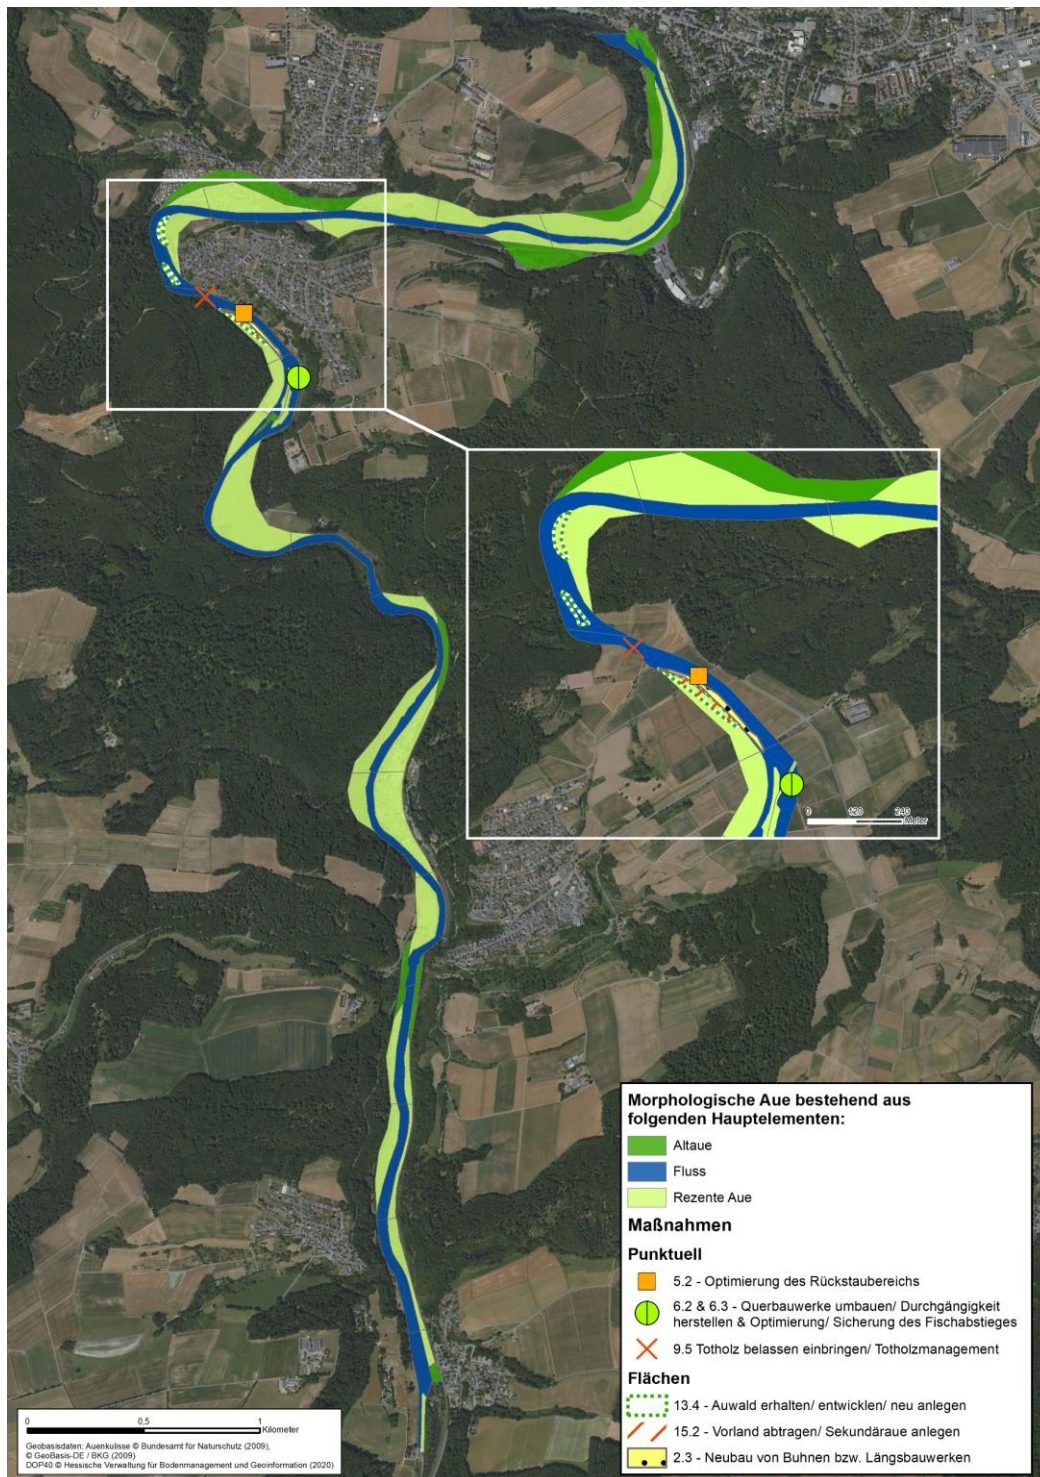 0 120 240
Meter
Morphologische Aue bestehend aus
folgenden Hauptelementen:
Altaue
Fluss
Rezente Aue
Maßnahmen
Punktuell
5.2 - Optimierung des Rückstaubereichs
6.2 & 6.3 - Querbauwerke umbauen/ Durchgängigkeit
herstellen & Optimierung/ Sicherung des Fischabstieges
9.5 Totholz belassen einbringen/ Totholzmanagement
Flächen
13.4 - Auwald erhalten/ entwicklen/ neu anlegen
15.2 - Vorland abtragen/ Sekundäraue anlegen
2.3 - Neubau von Buhnen bzw. Längsbauwerken
0 0,5 1
Kilometer
Geobasisdaten: Auenkulisse © Bundesamt für Naturschutz (2009),
© GeoBasis-DE / BKG (2009)
DOP40 © Hessische Verwaltung für Bodenmanagement und Geoinformation (2020)